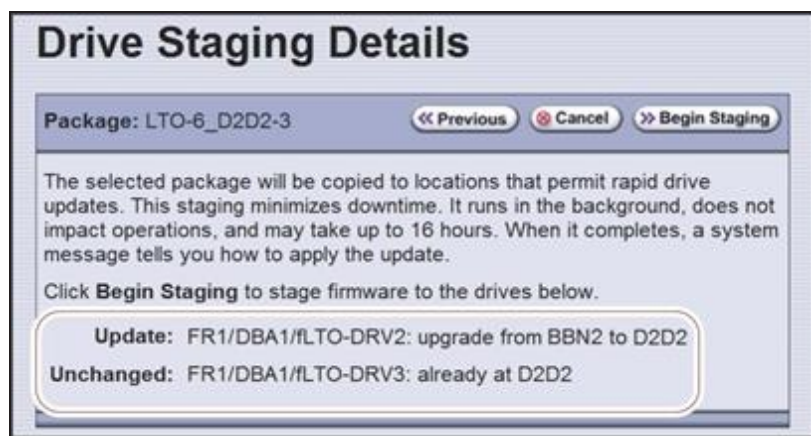 Drive Staging Details
Package: LTO-6_D2D2-3 Previous Cancel Begin Staging
The selected package will be copied to locations that permit rapid drive
updates. This staging minimizes downtime. It runs in the background, does not
impact operations, and may take up to 16 hours. When it completes, a system
message tells you how to apply the update.
Click Begin Staging to stage firmware to the drives below.
Update: FR1/DBA1/fLTO-DRV2: upgrade from BBN2 to D2D2
Unchanged: FR1/DBA1/fLTO-DRV3: already at D2D2